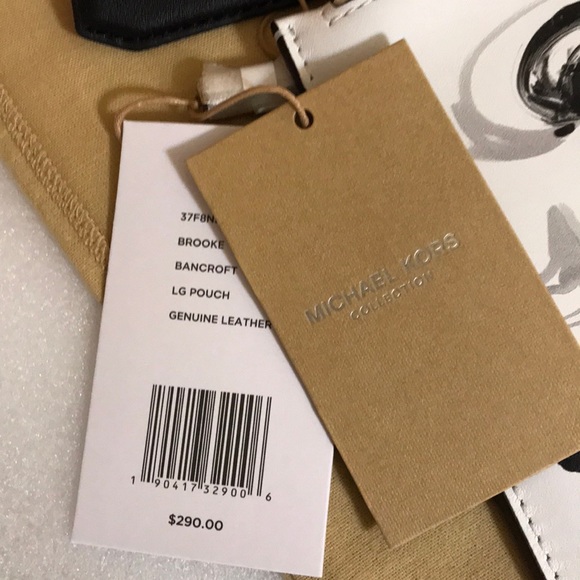 37F8N
BROOKE
BANCROFT
LG POUCH
GENUINE LEATHER
1 90417 32900 6
$290.00
MICHAEL KORS
COLLECTION